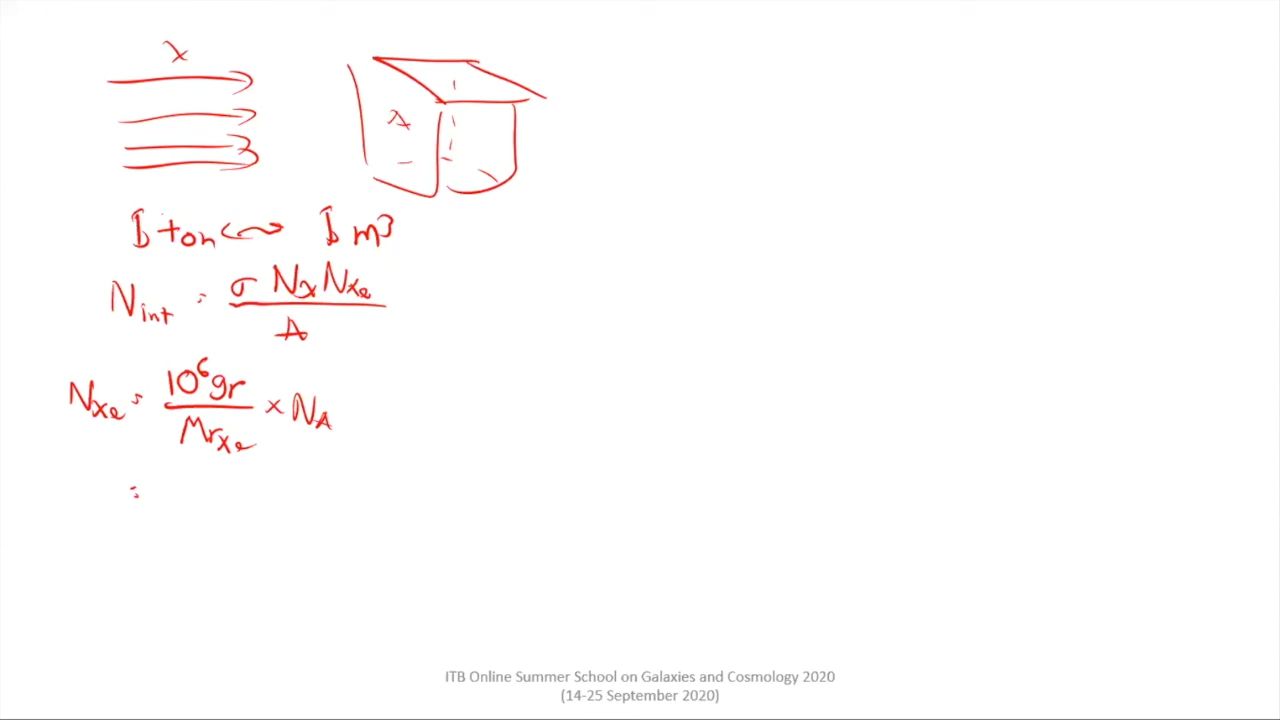 χ
A
1 ton ↔ 1 m³
N_int = σ N_χ N_Xe / A
N_Xe = 10⁶ gr / Mr_Xe × N_A
=
ITB Online Summer School on Galaxies and Cosmology 2020
(14-25 September 2020)